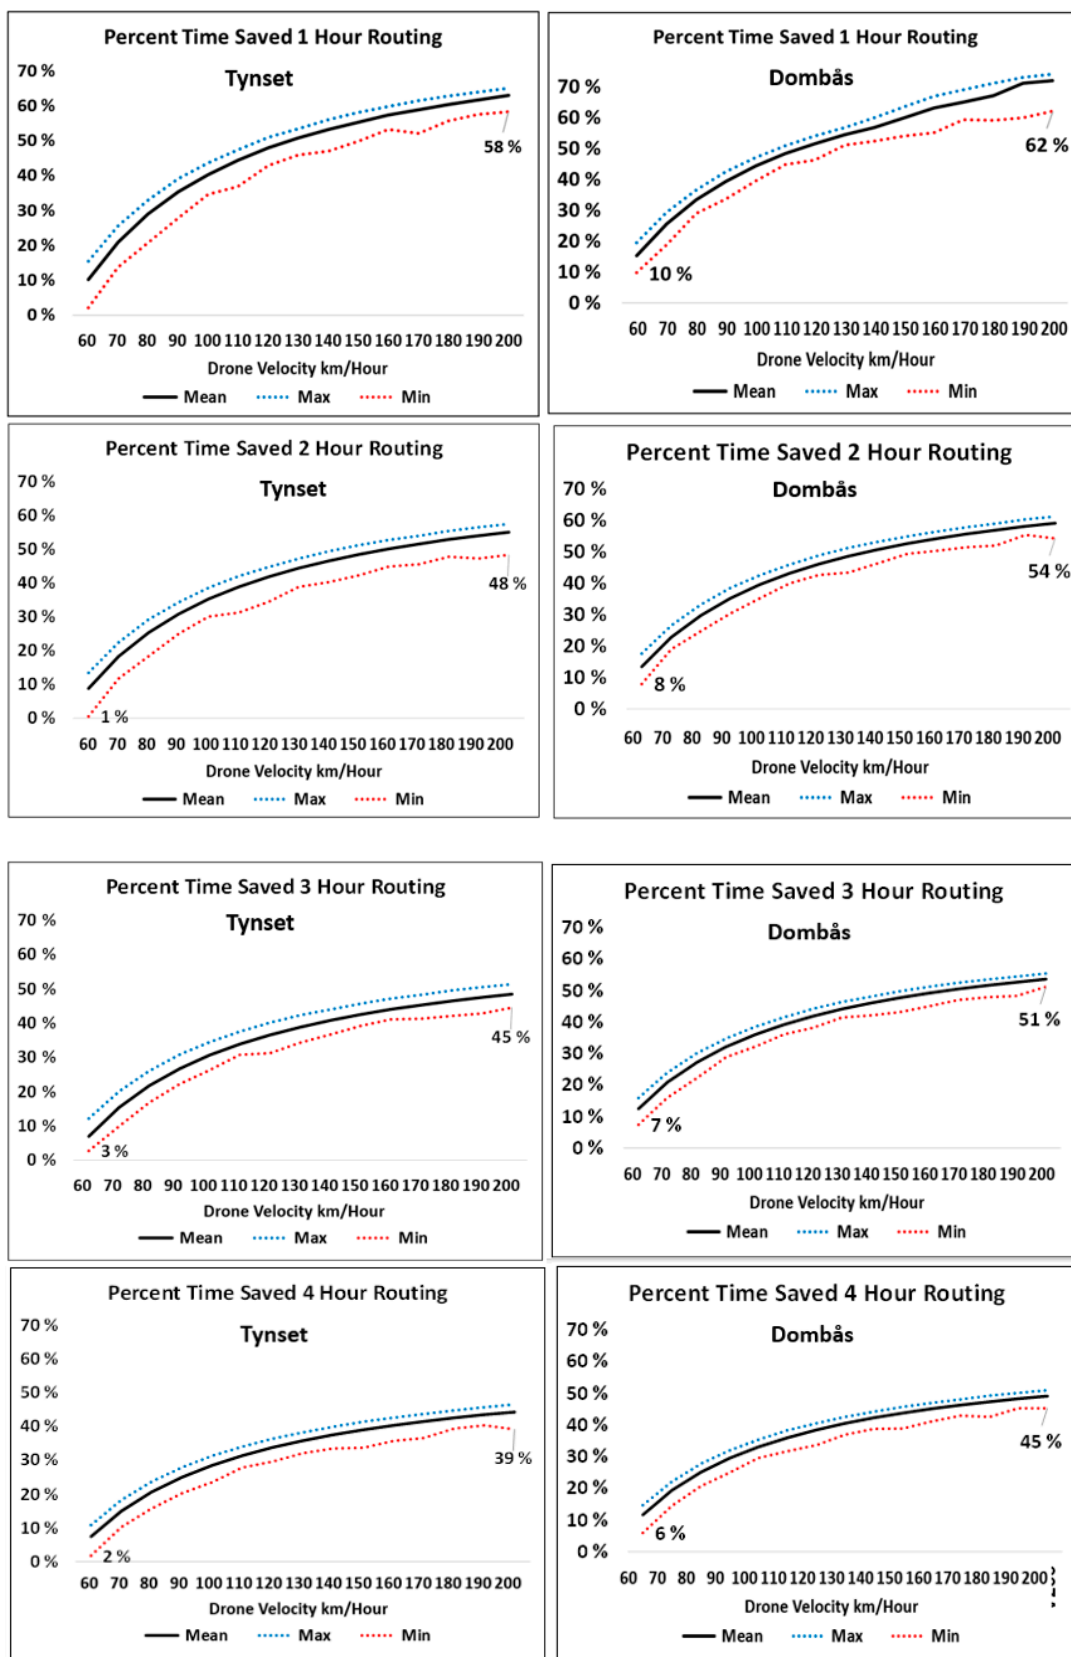 Percent Time Saved 1 Hour Routing
Tynset
70 %
60 %
50 %
40 %
30 %
20 %
10 %
0 %
58 %
60 70 80 90 100 110 120 130 140 150 160 170 180 190 200
Drone Velocity km/Hour
Mean Max Min
Percent Time Saved 1 Hour Routing
Dombås
70 %
60 %
50 %
40 %
30 %
20 %
10 %
0 %
62 %
10 %
60 70 80 90 100 110 120 130 140 150 160 170 180 190 200
Drone Velocity km/Hour
Mean Max Min
Percent Time Saved 2 Hour Routing
Tynset
70 %
60 %
50 %
40 %
30 %
20 %
10 %
0 %
48 %
1 %
60 70 80 90 100 110 120 130 140 150 160 170 180 190 200
Drone Velocity km/Hour
Mean Max Min
Percent Time Saved 2 Hour Routing
Dombås
70 %
60 %
50 %
40 %
30 %
20 %
10 %
0 %
54 %
8 %
60 70 80 90 100 110 120 130 140 150 160 170 180 190 200
Drone Velocity km/Hour
Mean Max Min
Percent Time Saved 3 Hour Routing
Tynset
70 %
60 %
50 %
40 %
30 %
20 %
10 %
0 %
45 %
3 %
60 70 80 90 100 110 120 130 140 150 160 170 180 190 200
Drone Velocity km/Hour
Mean Max Min
Percent Time Saved 3 Hour Routing
Dombås
70 %
60 %
50 %
40 %
30 %
20 %
10 %
0 %
51 %
7 %
60 70 80 90 100 110 120 130 140 150 160 170 180 190 200
Drone Velocity km/Hour
Mean Max Min
Percent Time Saved 4 Hour Routing
Tynset
70 %
60 %
50 %
40 %
30 %
20 %
10 %
0 %
39 %
2 %
60 70 80 90 100 110 120 130 140 150 160 170 180 190 200
Drone Velocity km/Hour
Mean Max Min
Percent Time Saved 4 Hour Routing
Dombås
70 %
60 %
50 %
40 %
30 %
20 %
10 %
0 %
45 %
6 %
60 70 80 90 100 110 120 130 140 150 160 170 180 190 200
Drone Velocity km/Hour
Mean Max Min